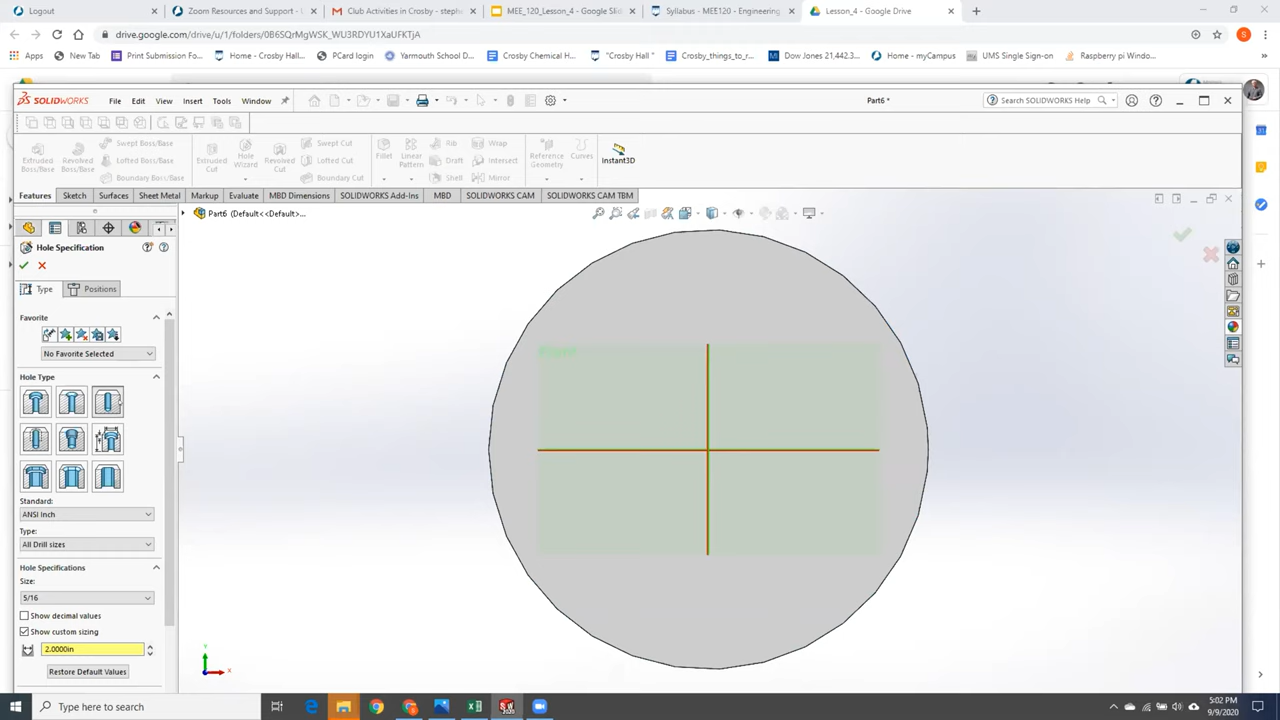 Logout
Zoom Resources and Support - U
Club Activities in Crosby - steph
MEE_120_Lesson_4 - Google Slid
Syllabus - MEE120 - Engineering
Lesson_4 - Google Drive
drive.google.com/drive/u/1/folders/0B6SQrMgWSK_WU3RDYU1XaUFKTjA
S
Apps
New Tab
Print Submission Fo...
Home - Crosby Hall...
PCard login
Yarmouth School D...
Crosby Chemical Inv...
"Crosby Hall"
Crosby_things_to_r...
Dow Jones 21,442.3...
Home - myCampus
UMS Single Sign-on
Raspberry pi Windo...
SOLIDWORKS
File
Edit
View
Insert
Tools
Window
Part6 *
Search SOLIDWORKS Help
Extruded Boss/Base
Revolved Boss/Base
Swept Boss/Base
Lofted Boss/Base
Boundary Boss/Base
Extruded Cut
Hole Wizard
Revolved Cut
Swept Cut
Lofted Cut
Boundary Cut
Fillet
Linear Pattern
Rib
Draft
Shell
Wrap
Intersect
Mirror
Reference Geometry
Curves
Instant3D
Features
Sketch
Surfaces
Sheet Metal
Markup
Evaluate
MBD Dimensions
SOLIDWORKS Add-Ins
MBD
SOLIDWORKS CAM
SOLIDWORKS CAM TBM
Part6 (Default<<Default>...
Hole Specification
Type
Positions
Favorite
No Favorite Selected
Hole Type
Standard:
ANSI Inch
Type:
All Drill sizes
Hole Specifications
Size:
5/16
Show decimal values
Show custom sizing
2.0000in
Restore Default Values
Y
X
Type here to search
5:02 PM
9/9/2020